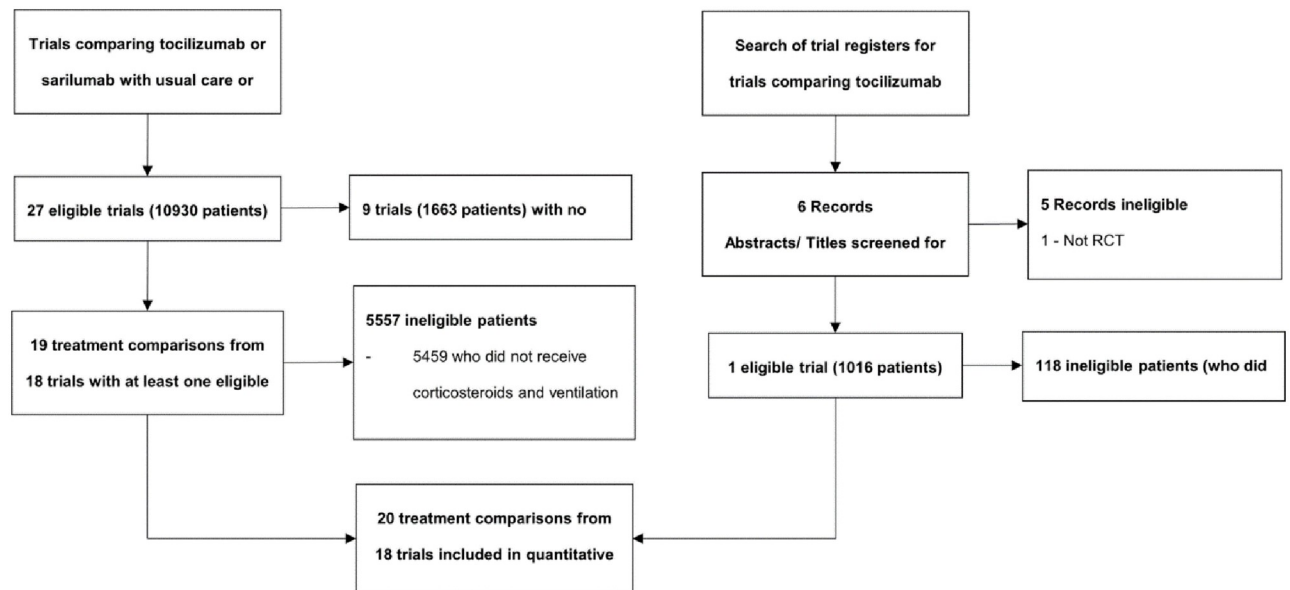 Trials comparing tocilizumab or
sarilumab with usual care or
27 eligible trials (10930 patients)
9 trials (1663 patients) with no
19 treatment comparisons from
18 trials with at least one eligible
5557 ineligible patients
- 5459 who did not receive
corticosteroids and ventilation
Search of trial registers for
trials comparing tocilizumab
6 Records
Abstracts/ Titles screened for
5 Records ineligible
1 - Not RCT
1 eligible trial (1016 patients)
118 ineligible patients (who did
20 treatment comparisons from
18 trials included in quantitative